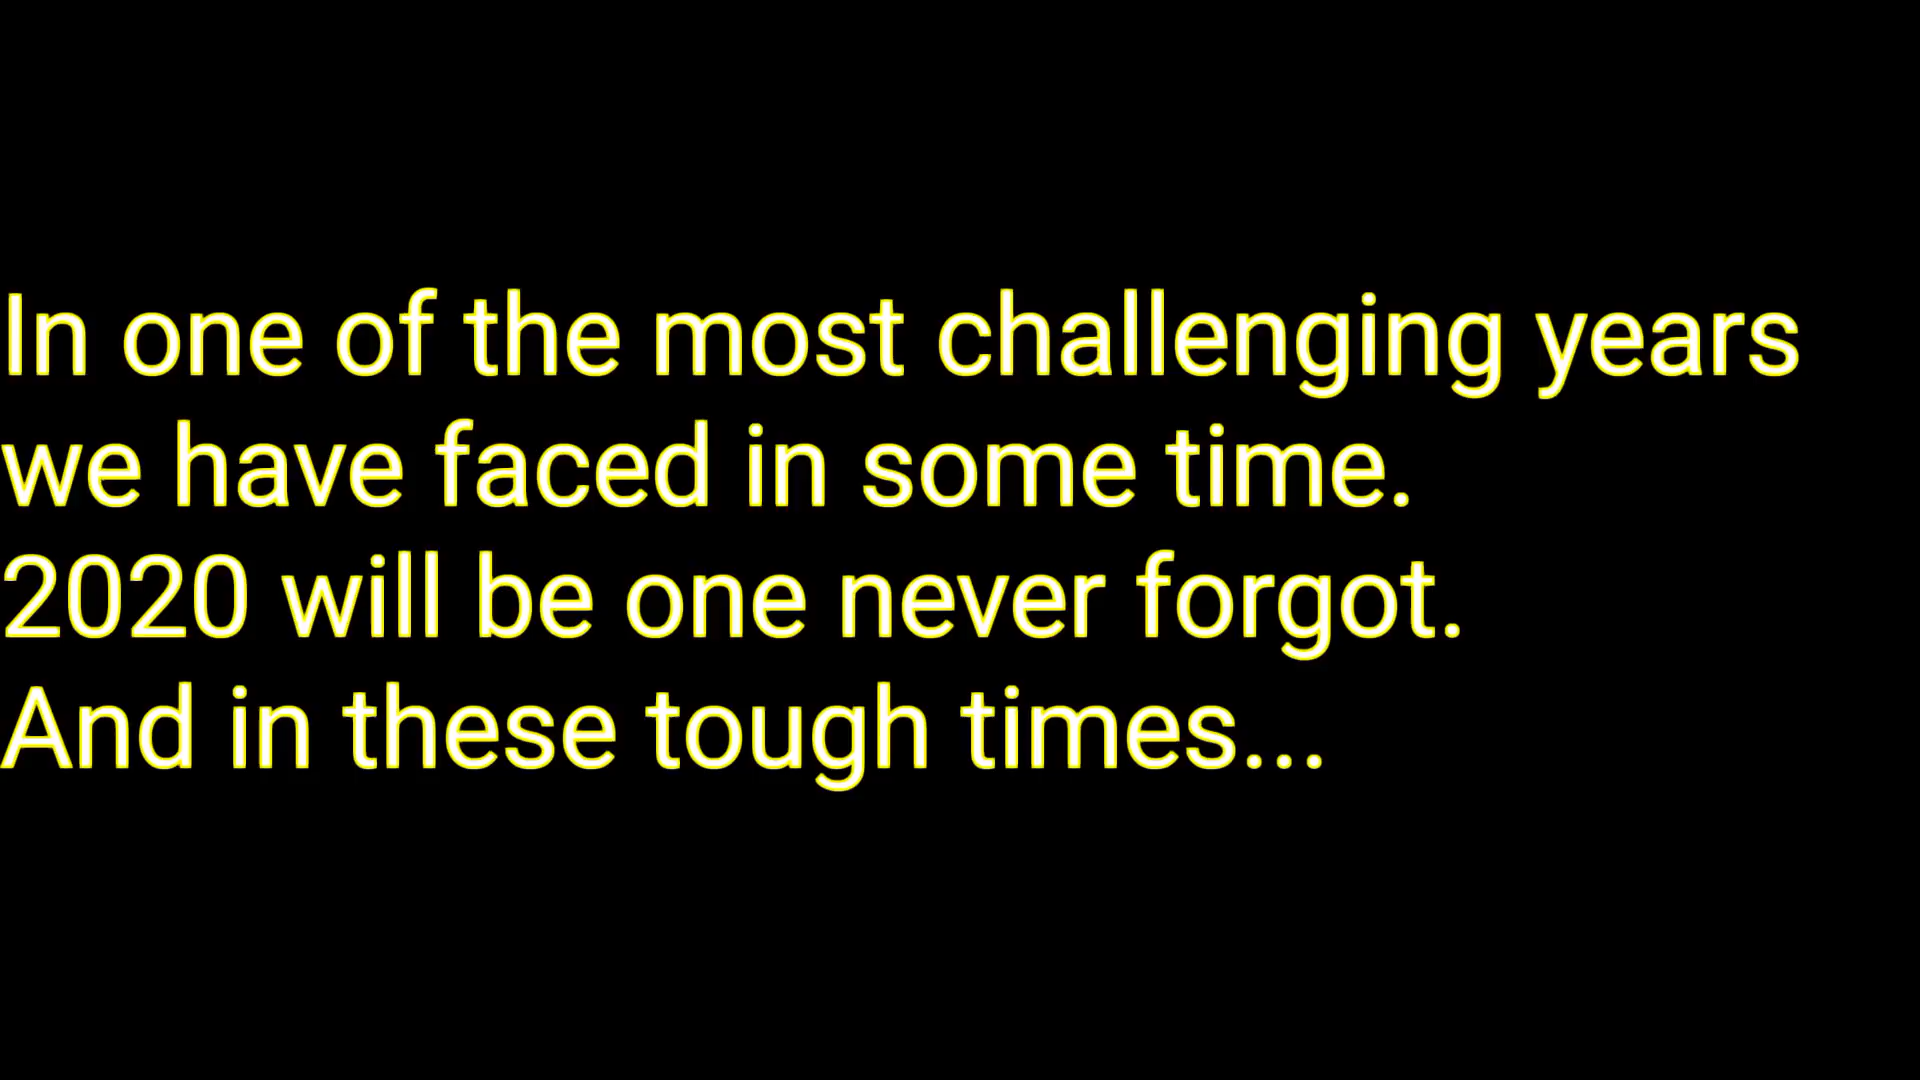 In one of the most challenging years
we have faced in some time.
2020 will be one never forgot.
And in these tough times...